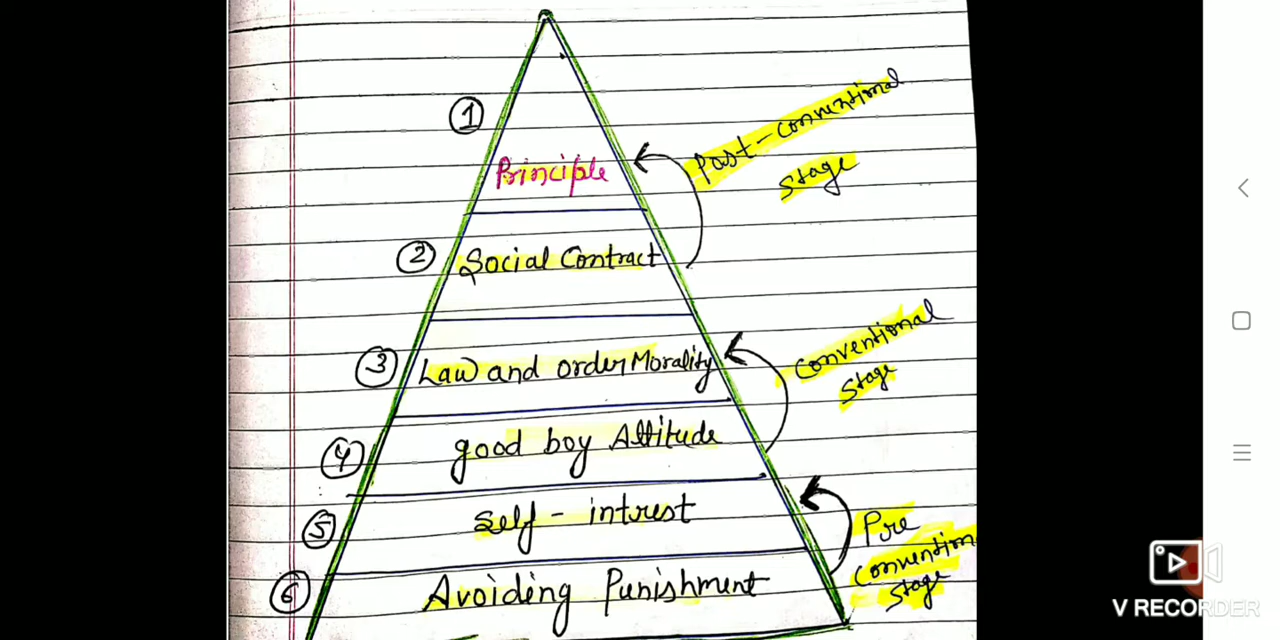 ①
Principle
Post-conventional
stage
② Social Contract
③ Law and order Morality
conventional
stage
④ good boy Attitude
⑤ self-intrest
Pre
convention
stage
⑥ Avoiding Punishment
V RECORDER